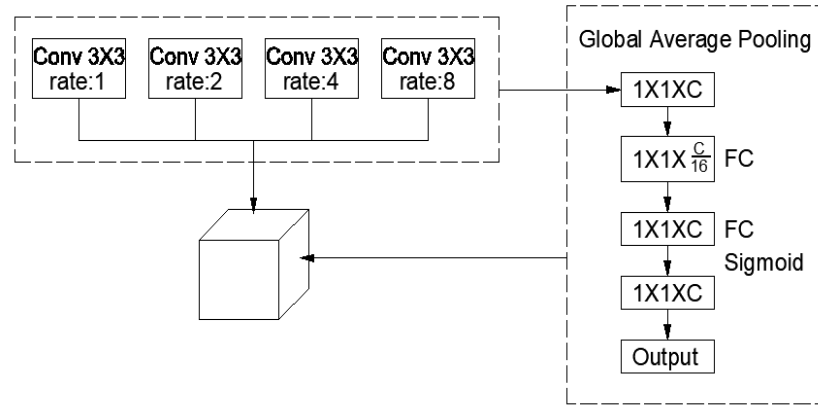 Conv 3X3
rate:1
Conv 3X3
rate:2
Conv 3X3
rate:4
Conv 3X3
rate:8
Global Average Pooling
1X1XC
1X1X C/16 FC
1X1XC FC
Sigmoid
1X1XC
Output